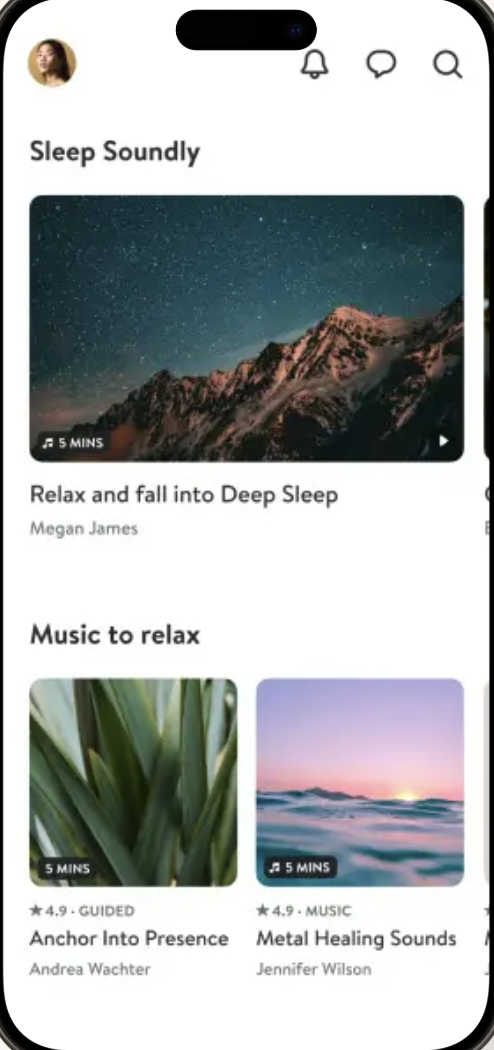 Sleep Soundly
5 MINS
Relax and fall into Deep Sleep
Megan James
Music to relax
5 MINS
5 MINS
★4.9 · GUIDED
★4.9 · MUSIC
Anchor Into Presence
Metal Healing Sounds
Andrea Wachter
Jennifer Wilson